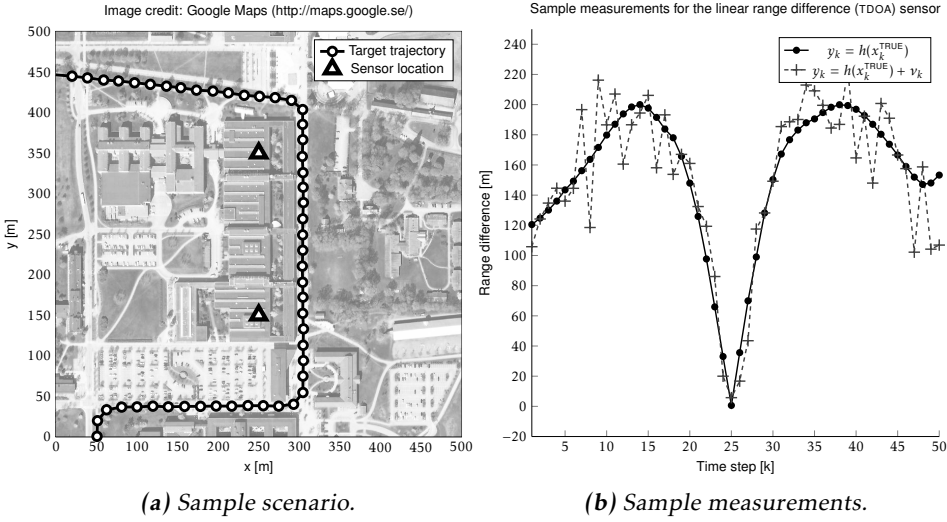 Image credit: Google Maps (http://maps.google.se/)
500
450
400
350
300
250
200
150
100
50
0
y [m]
Target trajectory
Sensor location
0 50 100 150 200 250 300 350 400 450 500
x [m]
(a) Sample scenario.
Sample measurements for the linear range difference (TDOA) sensor
240
220
200
180
160
140
120
100
80
60
40
20
0
−20
Range difference [m]
y_k = h(x_k^TRUE)
y_k = h(x_k^TRUE) + ν_k
5 10 15 20 25 30 35 40 45 50
Time step [k]
(b) Sample measurements.